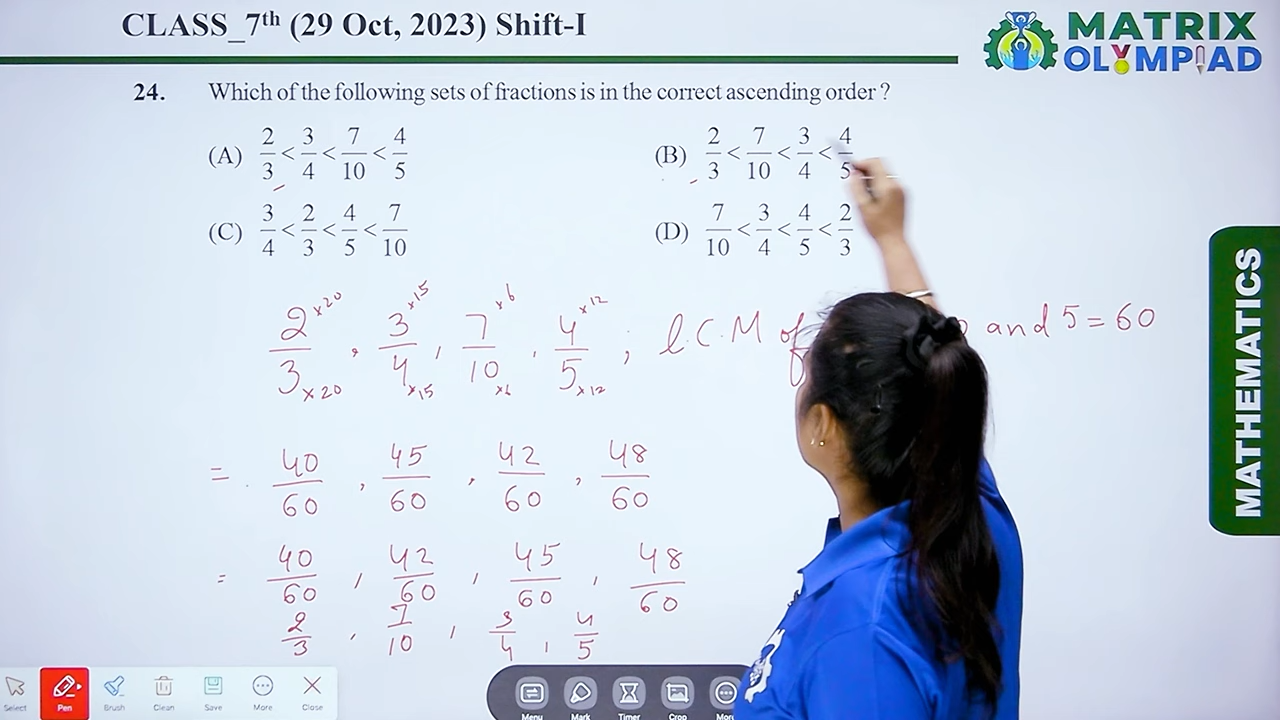 CLASS_7th (29 Oct, 2023) Shift-I
MATRIX
OLYMPIAD
24. Which of the following sets of fractions is in the correct ascending order ?
(A) 2/3 < 3/4 < 7/10 < 4/5
(B) 2/3 < 7/10 < 3/4 < 4/5
(C) 3/4 < 2/3 < 4/5 < 7/10
(D) 7/10 < 3/4 < 4/5 < 2/3
2×20/3×20 , 3×15/4×15 , 7×6/10×6 , 4×12/5×12 ; L.C.M of and 5 = 60
= 40/60 , 45/60 , 42/60 , 48/60
= 40/60 , 42/60 , 45/60 , 48/60
2/3 , 7/10 , 3/4 , 4/5
MATHEMATICS
Select Pen Brush Clean Save More Close
Menu Mark Timer Crop